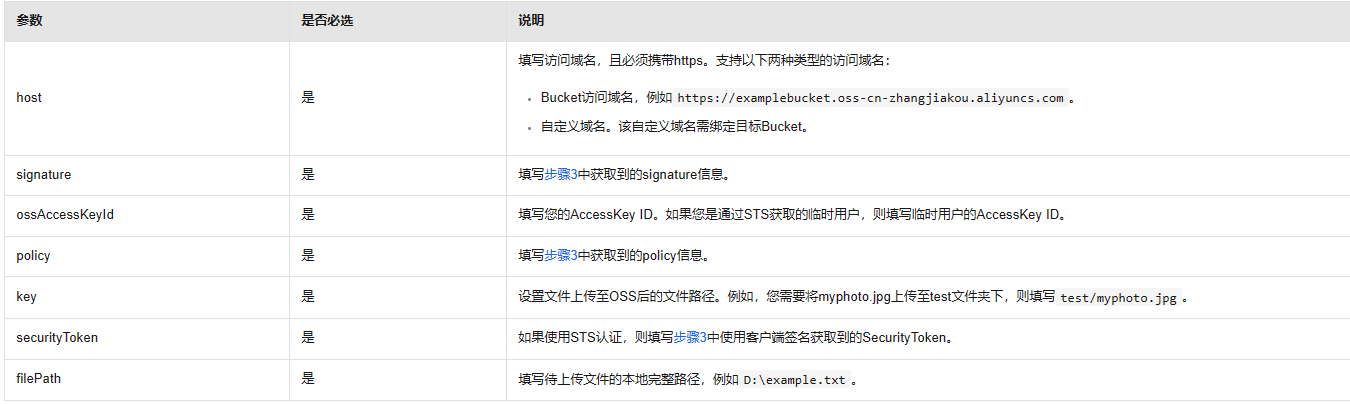 参数 是否必选 说明
填写访问域名，且必须携带https。支持以下两种类型的访问域名：
host 是
• Bucket访问域名，例如 https://examplebucket.oss-cn-zhangjiakou.aliyuncs.com 。
• 自定义域名。该自定义域名需绑定目标Bucket。
signature 是 填写步骤3中获取到的signature信息。
ossAccessKeyId 是 填写您的AccessKey ID。如果您是通过STS获取的临时用户，则填写临时用户的AccessKey ID。
policy 是 填写步骤3中获取到的policy信息。
key 是 设置文件上传至OSS后的文件路径。例如，您需要将myphoto.jpg上传至test文件夹下，则填写 test/myphoto.jpg 。
securityToken 是 如果使用STS认证，则填写步骤3中使用客户端签名获取到的SecurityToken。
filePath 是 填写待上传文件的本地完整路径，例如 D:\example.txt 。